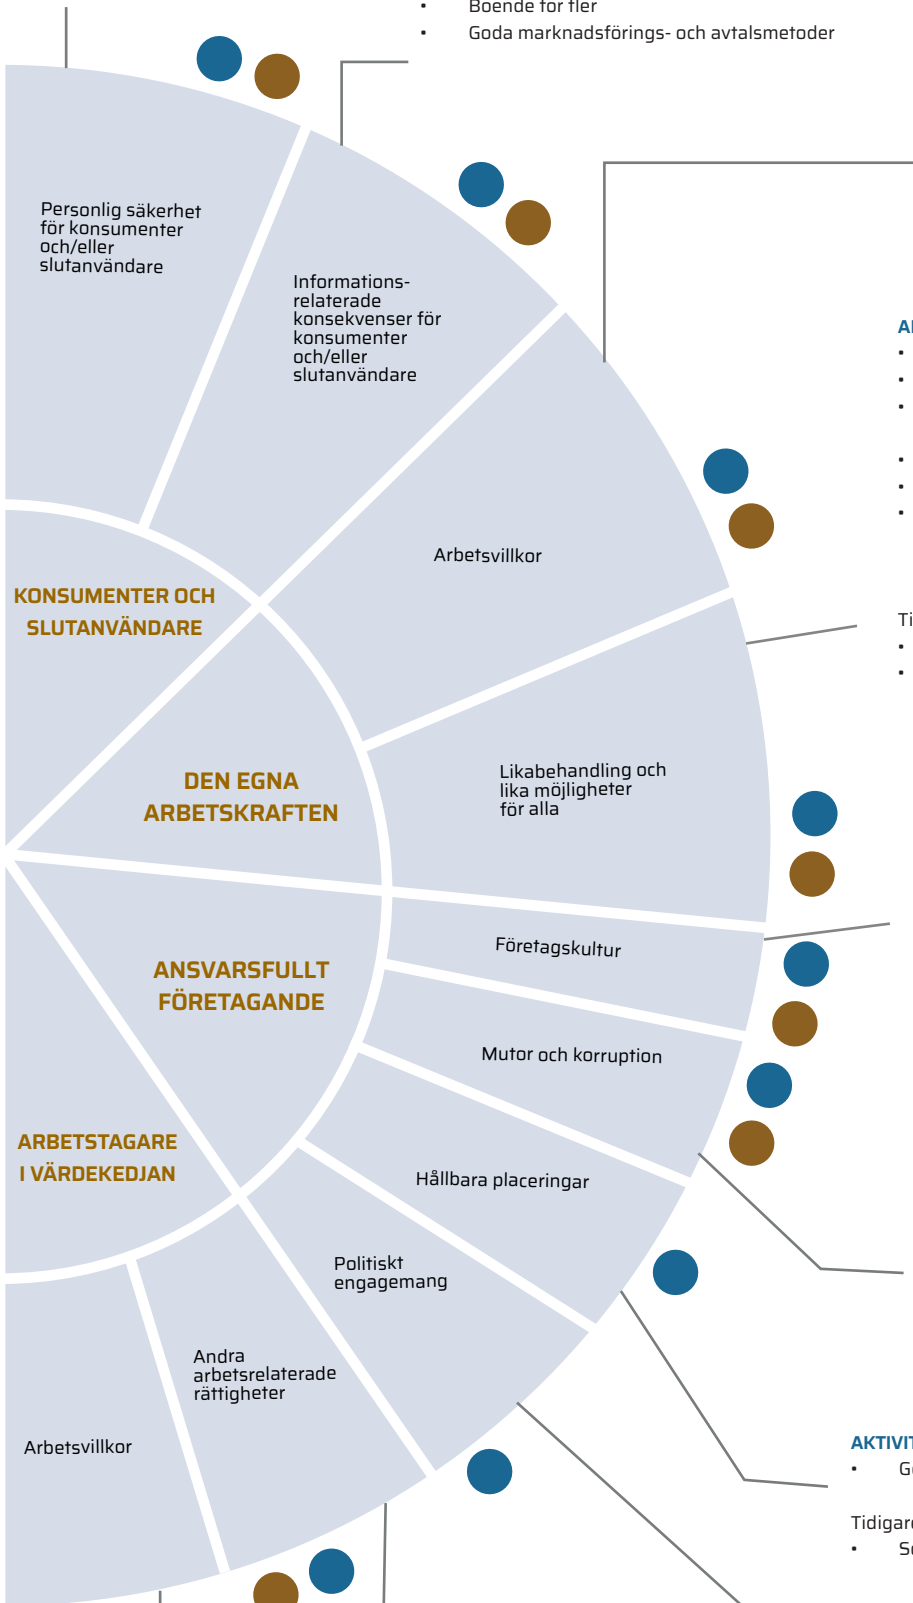 • Boende för fler
• Goda marknadsförings- och avtalsmetoder
Personlig säkerhet
för konsumenter
och/eller
slutanvändare
Informations-
relaterade
konsekvenser för
konsumenter
och/eller
slutanvändare
Arbetsvillkor
KONSUMENTER OCH
SLUTANVÄNDARE
DEN EGNA
ARBETSKRAFTEN
Likabehandling och
lika möjligheter
för alla
Företagskultur
ANSVARSFULLT
FÖRETAGANDE
Mutor och korruption
ARBETSTAGARE
I VÄRDEKEDJAN
Hållbara placeringar
Politiskt
engagemang
Andra
arbetsrelaterade
rättigheter
Arbetsvillkor